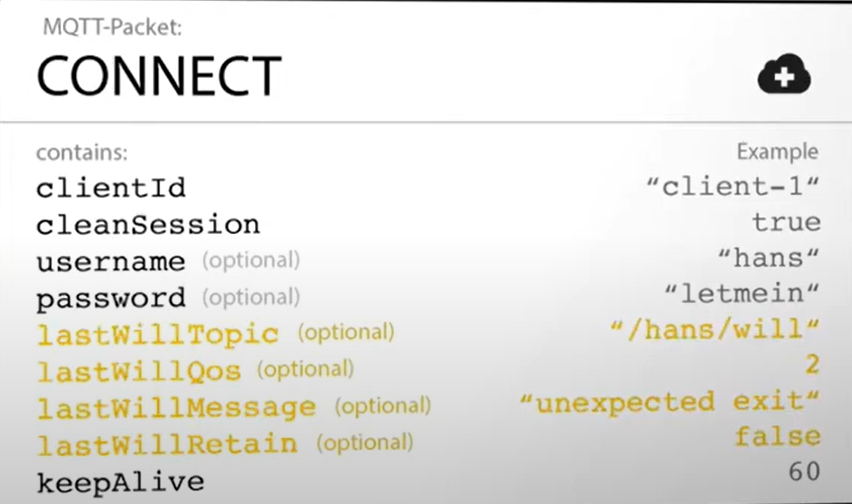 MQTT-Packet:
CONNECT
contains: Example
clientId “client-1“
cleanSession true
username (optional) “hans“
password (optional) “letmein“
lastWillTopic (optional) “/hans/will“
lastWillQos (optional) 2
lastWillMessage (optional) “unexpected exit“
lastWillRetain (optional) false
keepAlive 60